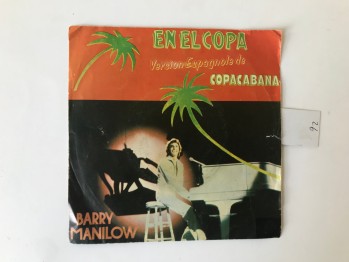 EN EL COPA
Version Espagnole de
COPACABANA
92
BARRY
MANILOW